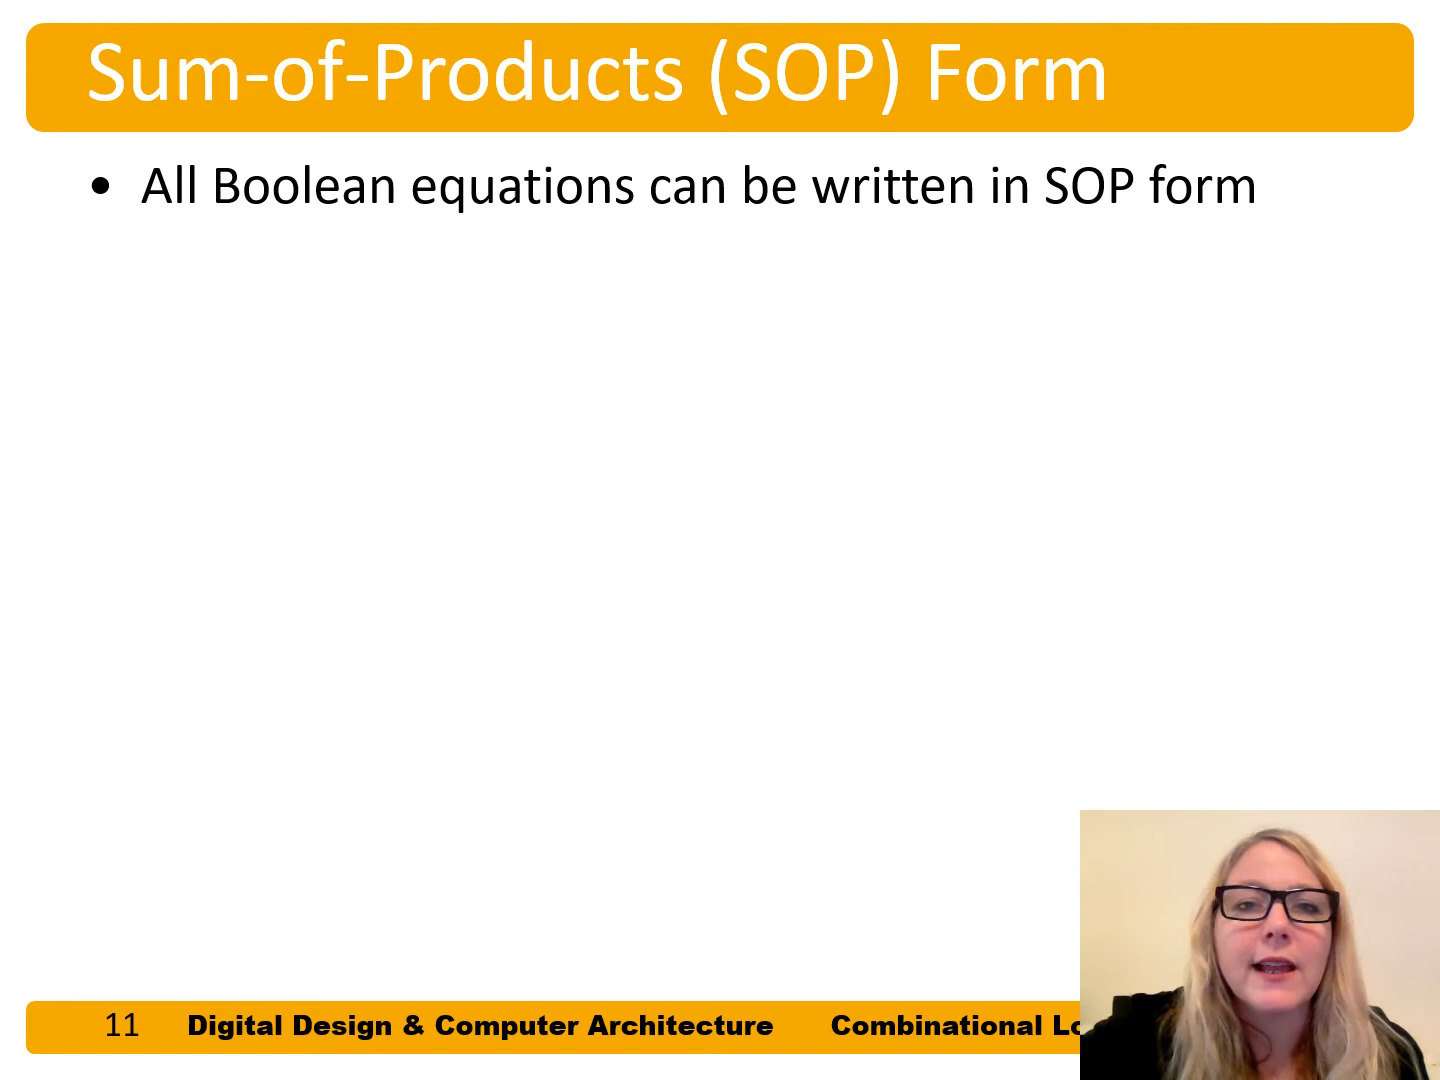 Sum-of-Products (SOP) Form
• All Boolean equations can be written in SOP form
11 Digital Design & Computer Architecture Combinational